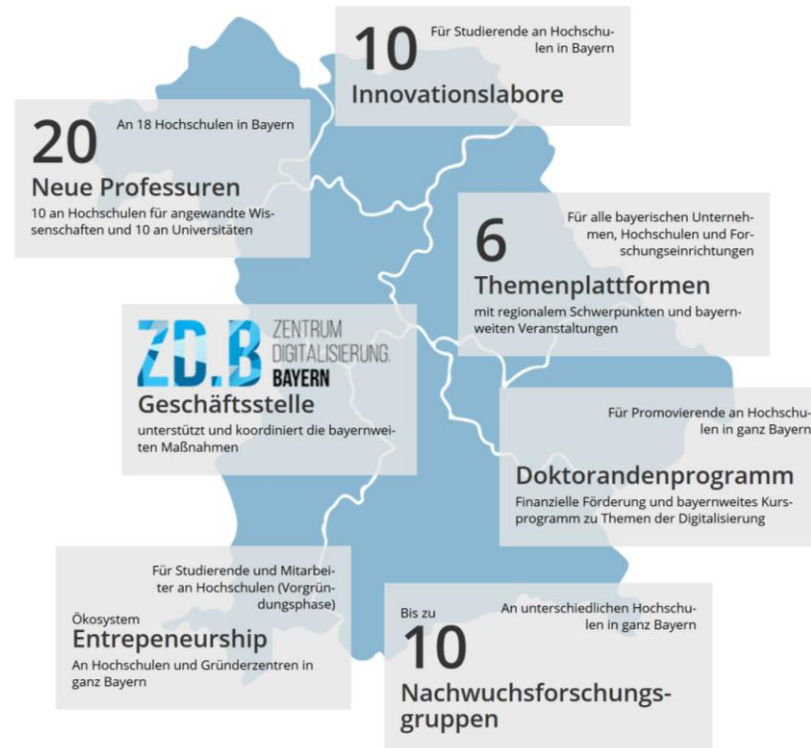 10
Für Studierende an Hochschu-
len in Bayern
Innovationslabore
20
An 18 Hochschulen in Bayern
Neue Professuren
10 an Hochschulen für angewandte Wis-
senschaften und 10 an Universitäten
6
Für alle bayerischen Unterneh-
men, Hochschulen und For-
schungseinrichtungen
Themenplattformen
mit regionalem Schwerpunkten und bayern-
weiten Veranstaltungen
ZD.B
ZENTRUM
DIGITALISIERUNG.
BAYERN
Geschäftsstelle
unterstützt und koordiniert die bayernwei-
ten Maßnahmen
Für Promovierende an Hochschu-
len in ganz Bayern
Doktorandenprogramm
Finanzielle Förderung und bayernweites Kurs-
programm zu Themen der Digitalisierung
Für Studierende und Mitarbei-
ter an Hochschulen (Vorgrün-
dungsphase)
Ökosystem
Entrepeneurship
An Hochschulen und Gründerzentren in
ganz Bayern
Bis zu
10
An unterschiedlichen Hochschu-
len in ganz Bayern
Nachwuchsforschungs-
gruppen